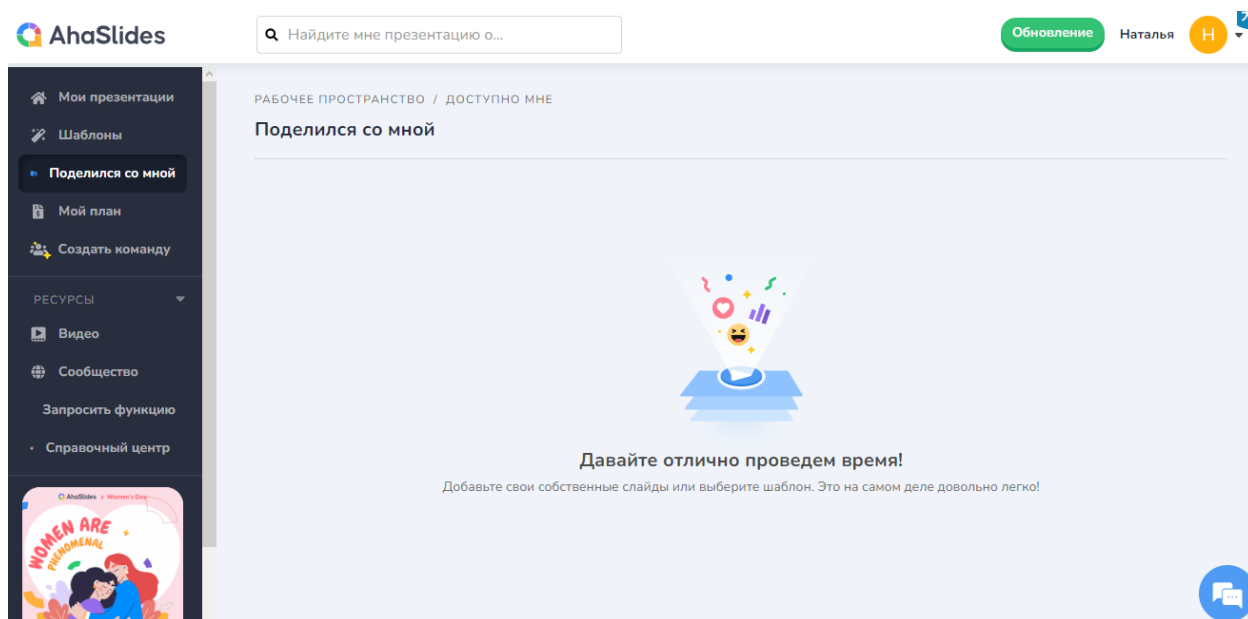 AhaSlides
Найдите мне презентацию о...
Обновление
Наталья
Н
Мои презентации
Шаблоны
Поделился со мной
Мой план
Создать команду
РЕСУРСЫ
Видео
Сообщество
Запросить функцию
Справочный центр
AhaSlides x Women's Day
WOMEN ARE
PHENOMENAL
РАБОЧЕЕ ПРОСТРАНСТВО / ДОСТУПНО МНЕ
Поделился со мной
Давайте отлично проведем время!
Добавьте свои собственные слайды или выберите шаблон. Это на самом деле довольно легко!